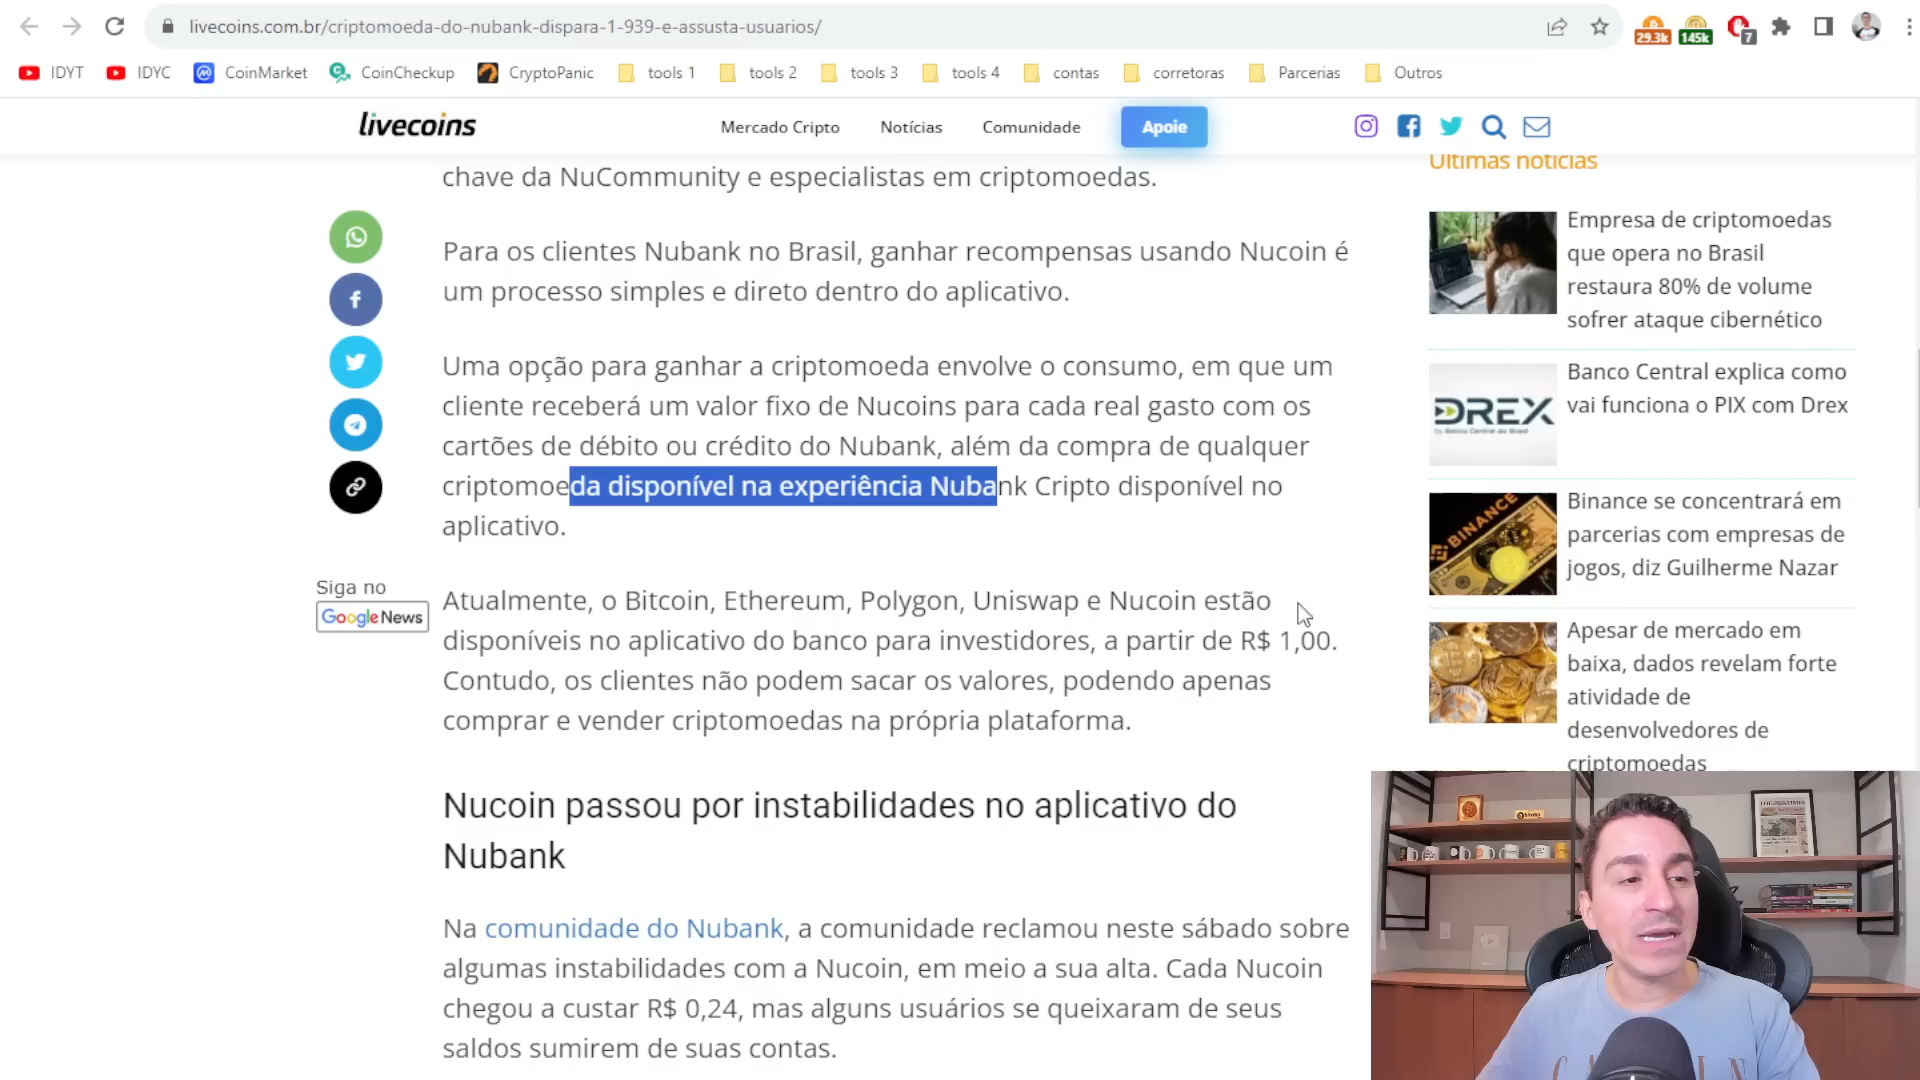 livecoins.com.br/criptomoeda-do-nubank-dispara-1-939-e-assusta-usuarios/
29.3k
145k
7
IDYT
IDYC
CoinMarket
CoinCheckup
CryptoPanic
tools 1
tools 2
tools 3
tools 4
contas
corretoras
Parcerias
Outros
livecoins
Mercado Cripto
Notícias
Comunidade
Apoie
chave da NuCommunity e especialistas em criptomoedas.
Para os clientes Nubank no Brasil, ganhar recompensas usando Nucoin é
um processo simples e direto dentro do aplicativo.
Uma opção para ganhar a criptomoeda envolve o consumo, em que um
cliente receberá um valor fixo de Nucoins para cada real gasto com os
cartões de débito ou crédito do Nubank, além da compra de qualquer
criptomoeda disponível na experiência Nubank Cripto disponível no
aplicativo.
Siga no
Google News
Atualmente, o Bitcoin, Ethereum, Polygon, Uniswap e Nucoin estão
disponíveis no aplicativo do banco para investidores, a partir de R$ 1,00.
Contudo, os clientes não podem sacar os valores, podendo apenas
comprar e vender criptomoedas na própria plataforma.
Nucoin passou por instabilidades no aplicativo do
Nubank
Na comunidade do Nubank, a comunidade reclamou neste sábado sobre
algumas instabilidades com a Nucoin, em meio a sua alta. Cada Nucoin
chegou a custar R$ 0,24, mas alguns usuários se queixaram de seus
saldos sumirem de suas contas.
Últimas notícias
Empresa de criptomoedas
que opera no Brasil
restaura 80% de volume
sofrer ataque cibernético
DREX
Banco Central explica como
vai funciona o PIX com Drex
BINANCE
Binance se concentrará em
parcerias com empresas de
jogos, diz Guilherme Nazar
Apesar de mercado em
baixa, dados revelam forte
atividade de
desenvolvedores de
criptomoedas